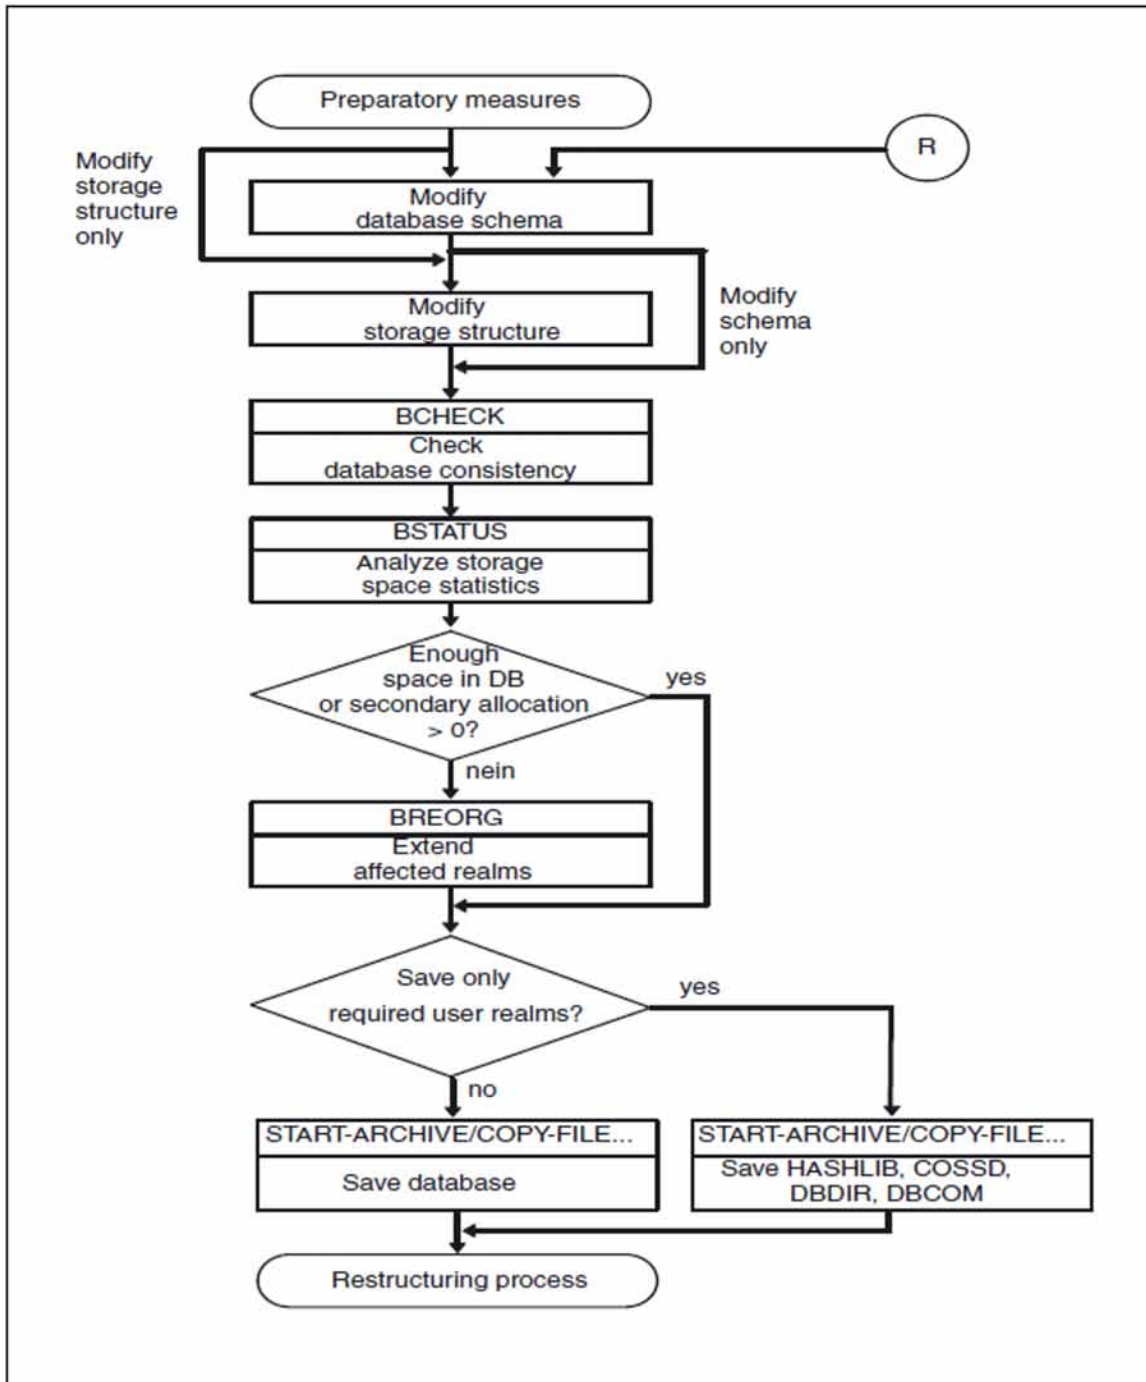 Preparatory measures
R
Modify
storage
structure
only
Modify
database schema
Modify
storage structure
Modify
schema
only
BCHECK
Check
database consistency
BSTATUS
Analyze storage
space statistics
Enough
space in DB
or secondary allocation
> 0?
yes
nein
BREORG
Extend
affected realms
Save only
required user realms?
yes
no
START-ARCHIVE/COPY-FILE...
Save database
START-ARCHIVE/COPY-FILE...
Save HASHLIB, COSSD,
DBDIR, DBCOM
Restructuring process